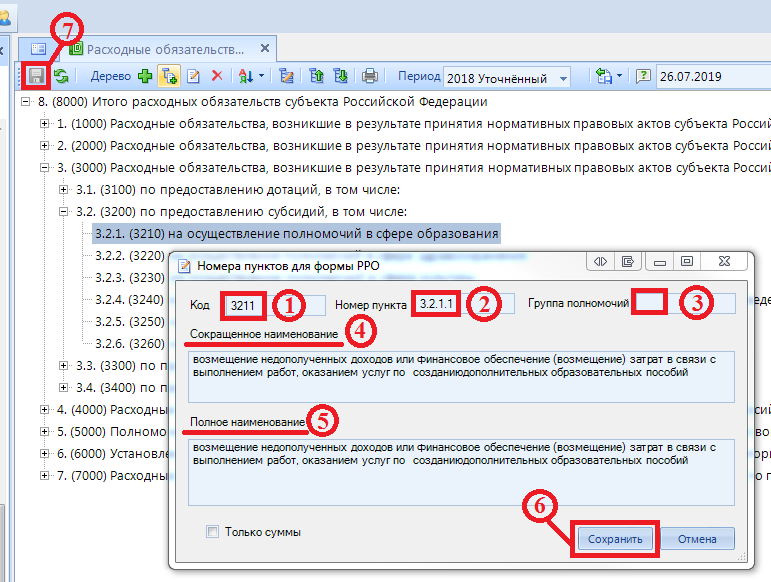 7
Расходные обязательств...
Дерево
Период
2018 Уточнённый
26.07.2019
8. (8000) Итого расходных обязательств субъекта Российской Федерации
1. (1000) Расходные обязательства, возникшие в результате принятия нормативных правовых актов субъекта Россий
2. (2000) Расходные обязательства, возникшие в результате принятия нормативных правовых актов субъекта Россий
3. (3000) Расходные обязательства, возникшие в результате принятия нормативных правовых актов субъекта Россий
3.1. (3100) по предоставлению дотаций, в том числе:
3.2. (3200) по предоставлению субсидий, в том числе:
3.2.1. (3210) на осуществление полномочий в сфере образования
3.2.2. (3220)
3.2.3. (3230)
3.2.4. (3240)
3.2.5. (3250)
3.2.6. (3260)
3.3. (3300) по п
3.4. (3400) по п
4. (4000) Расходы
5. (5000) Полномо
6. (6000) Установле
7. (7000) Расходны
Номера пунктов для формы РРО
Код 3211 1 Номер пункта 3.2.1.1 2 Группа полномочий 3
Сокращенное наименование 4
возмещение недополученных доходов или финансовое обеспечение (возмещение) затрат в связи с
выполнением работ, оказанием услуг по созданиюдополнительных образовательных пособий
Полное наименование 5
возмещение недополученных доходов или финансовое обеспечение (возмещение) затрат в связи с
выполнением работ, оказанием услуг по созданиюдополнительных образовательных пособий
6
Только суммы
Сохранить
Отмена